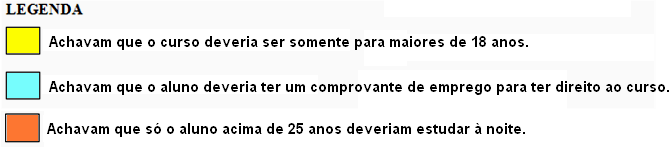 LEGENDA
Achavam que o curso deveria ser somente para maiores de 18 anos.
Achavam que o aluno deveria ter um comprovante de emprego para ter direito ao curso.
Achavam que só o aluno acima de 25 anos deveriam estudar à noite.